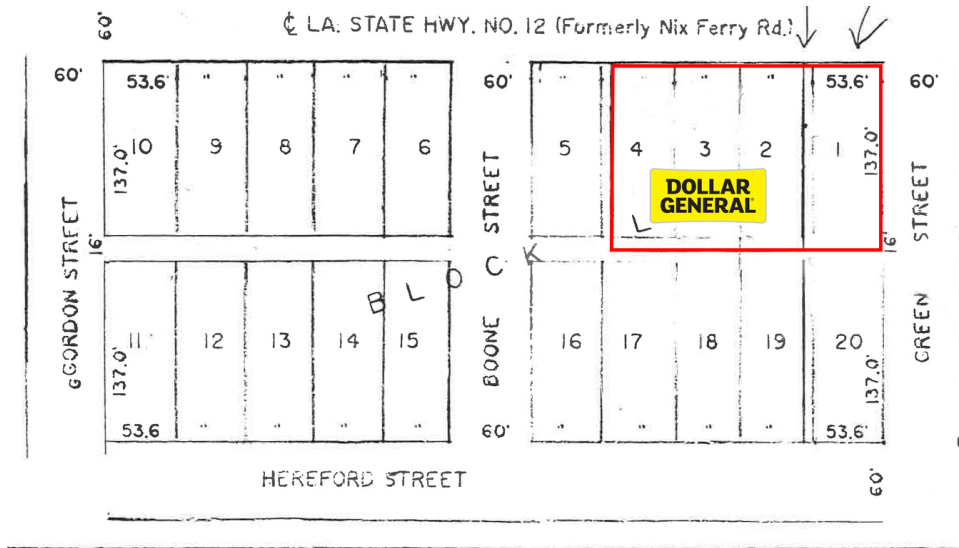 ℄ LA. STATE HWY. NO. 12 (Formerly Nix Ferry Rd.)
60'
60' 53.6' " " " " 60' " " " " 53.6' 60'
10 9 8 7 6 5 4 3 2 1
137.0' 137.0'
DOLLAR
GENERAL
GGORDON STREET
BOONE STREET
GREEN STREET
16' 16'
B L O C K L
11 12 13 14 15 16 17 18 19 20
137.0' 137.0'
53.6 " " " " 60' " " " " 53.6'
HEREFORD STREET
60'